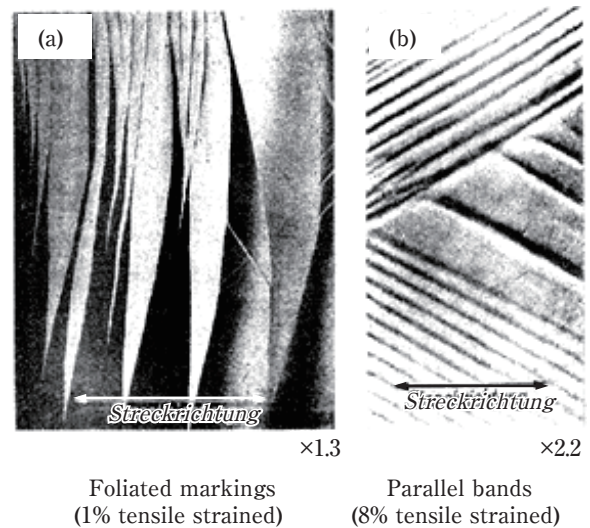 (a)
(b)
Streckrichtung
Streckrichtung
×1.3
×2.2
Foliated markings
(1% tensile strained)
Parallel bands
(8% tensile strained)